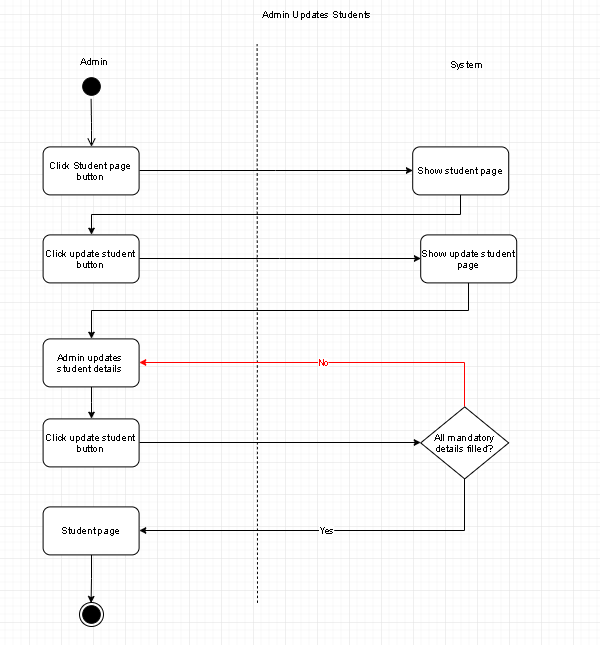 Admin Updates Students
Admin
System
Click Student page
button
Show student page
Click update student
button
Show update student
page
Admin updates
student details
No
Click update student
button
All mandatory
details filled?
Student page
Yes